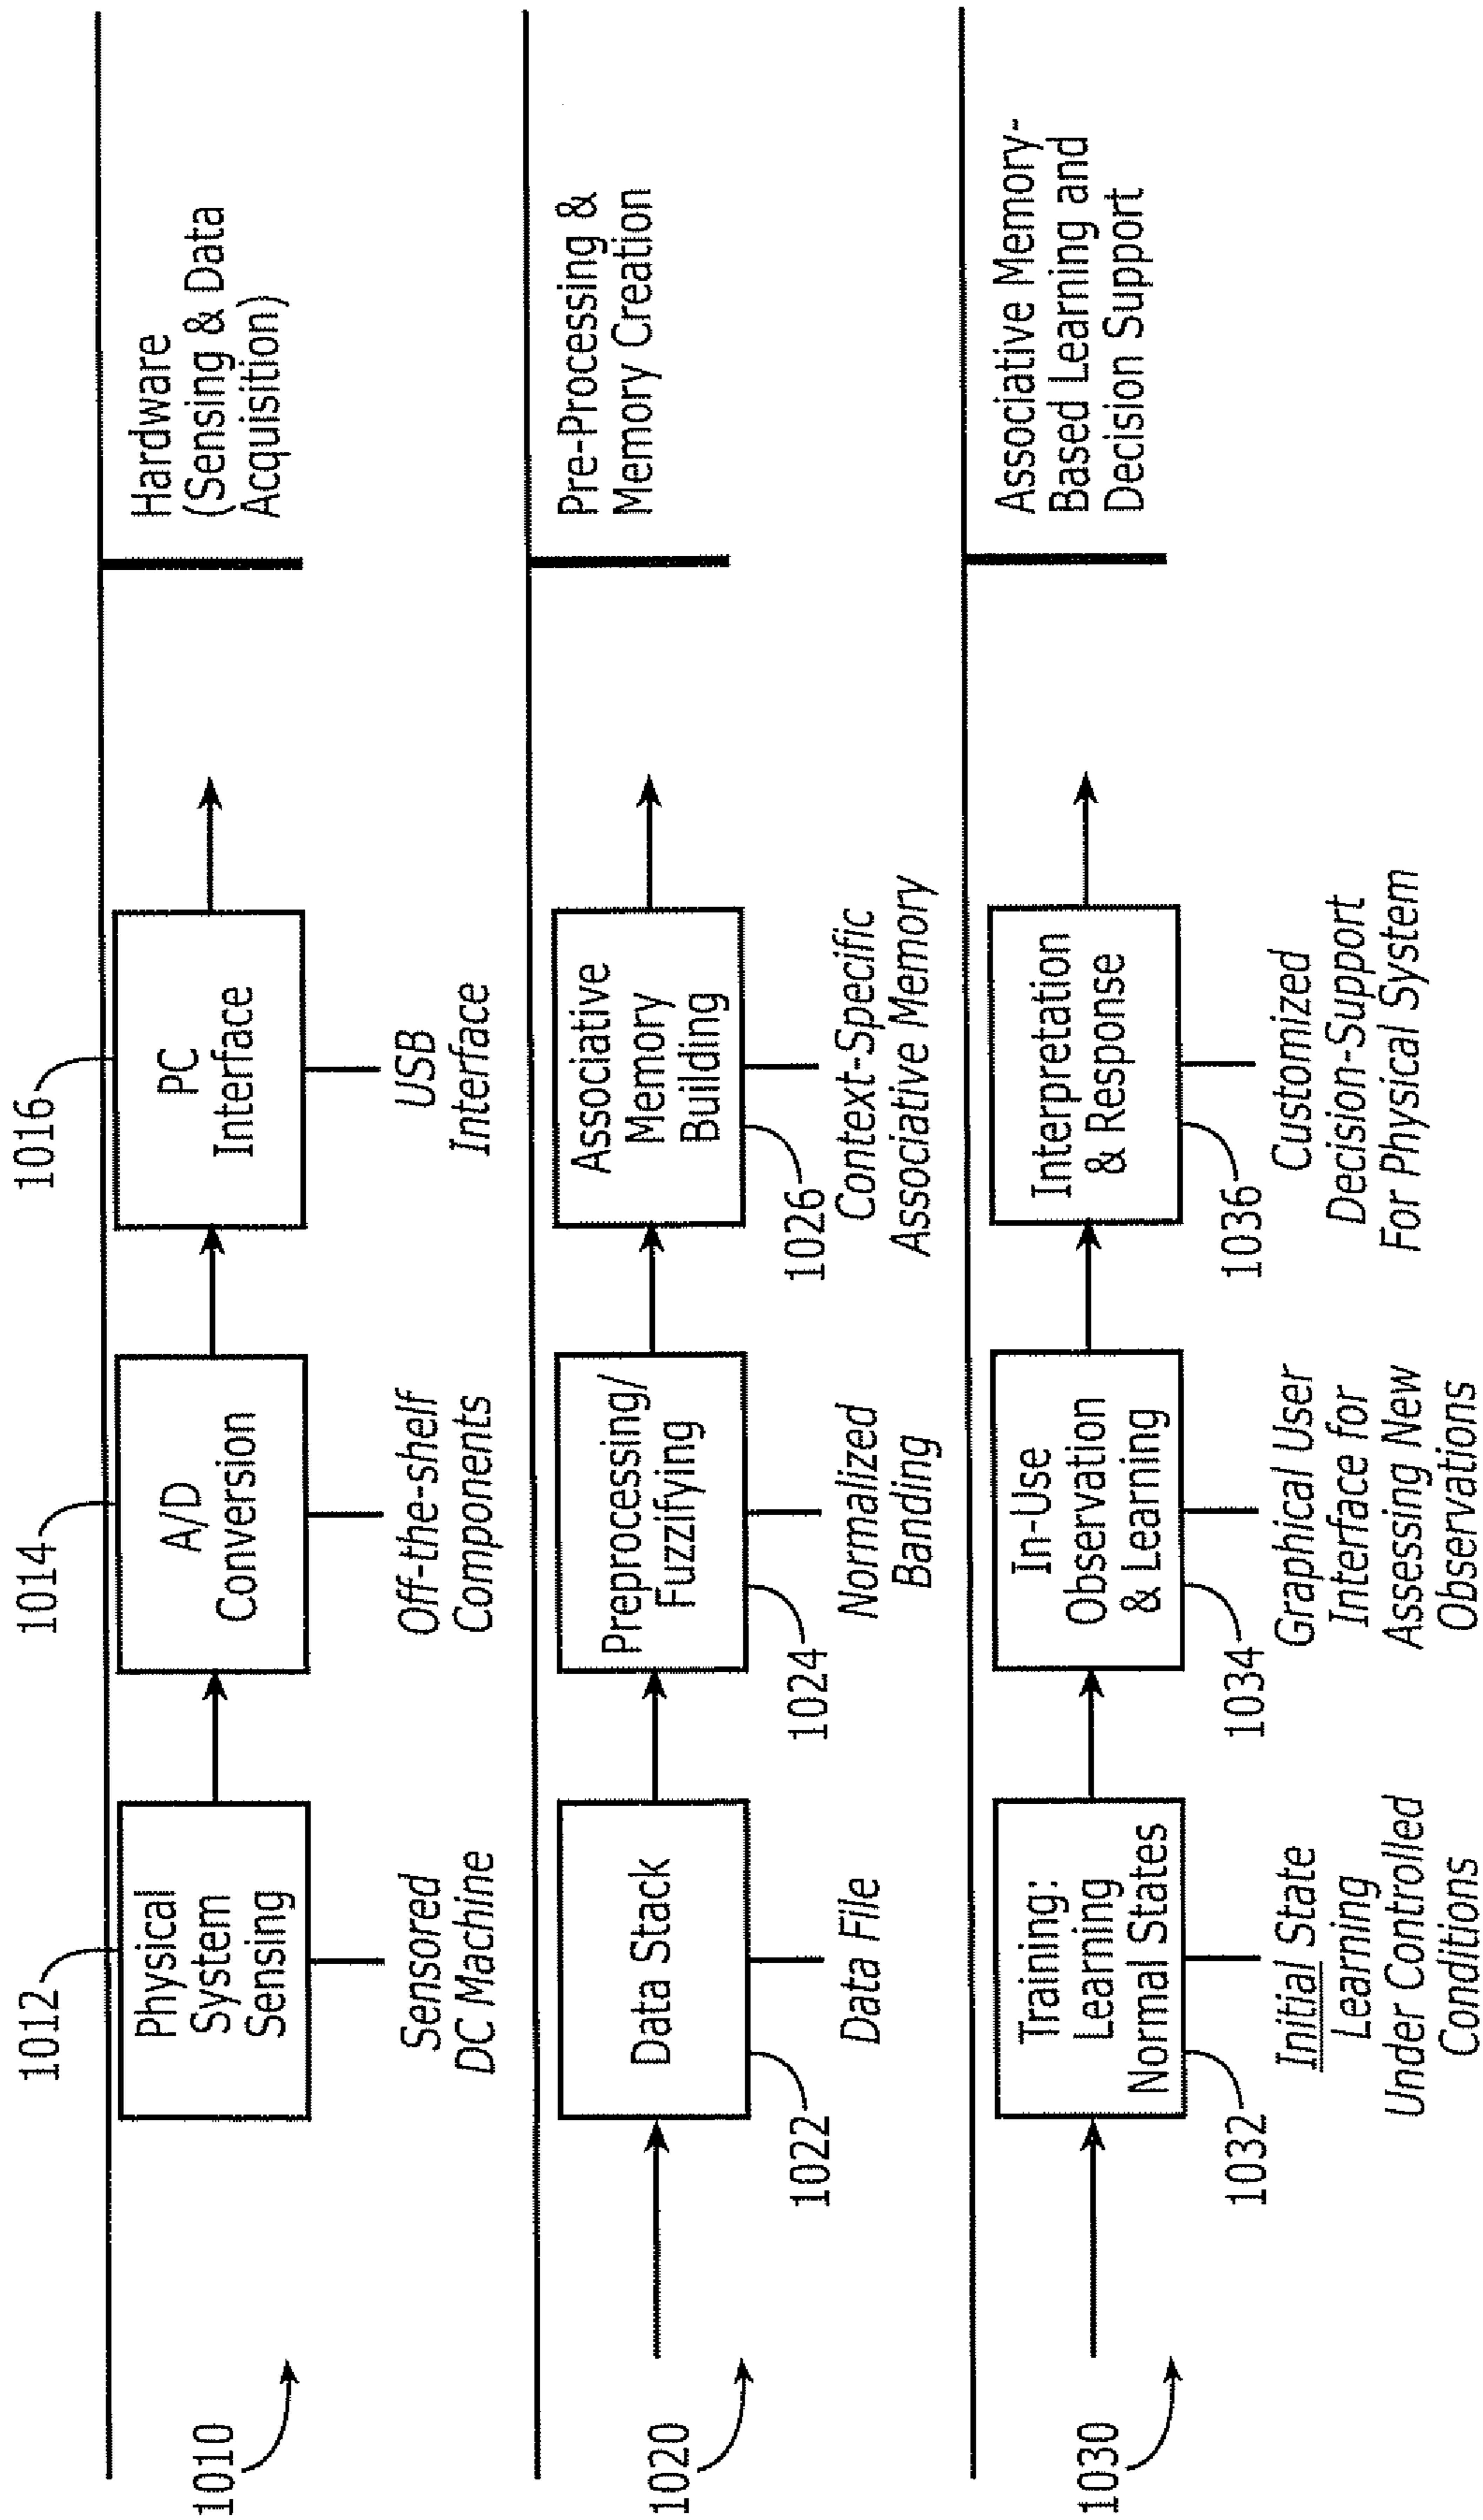 1010
1012
Physical
System
Sensing
Sensored
DC Machine
1014
A/D
Conversion
Off-the-shelf
Components
1016
PC
Interface
USB
Interface
Hardware
(Sensing & Data
Acquisition)
1020
Data Stack
1022
Data File
Preprocessing/
Fuzzifying
1024
Normalized
Banding
Associative
Memory
Building
1026
Context-Specific
Associative Memory
Pre-Processing &
Memory Creation
1030
Training:
Learning
Normal States
1032
Initial State
Learning
Under Controlled
Conditions
In-Use
Observation
& Learning
1034
Graphical User
Interface for
Assessing New
Observations
Interpretation
& Response
1036
Customized
Decision-Support
For Physical System
Associative Memory-
Based Learning and
Decision Support